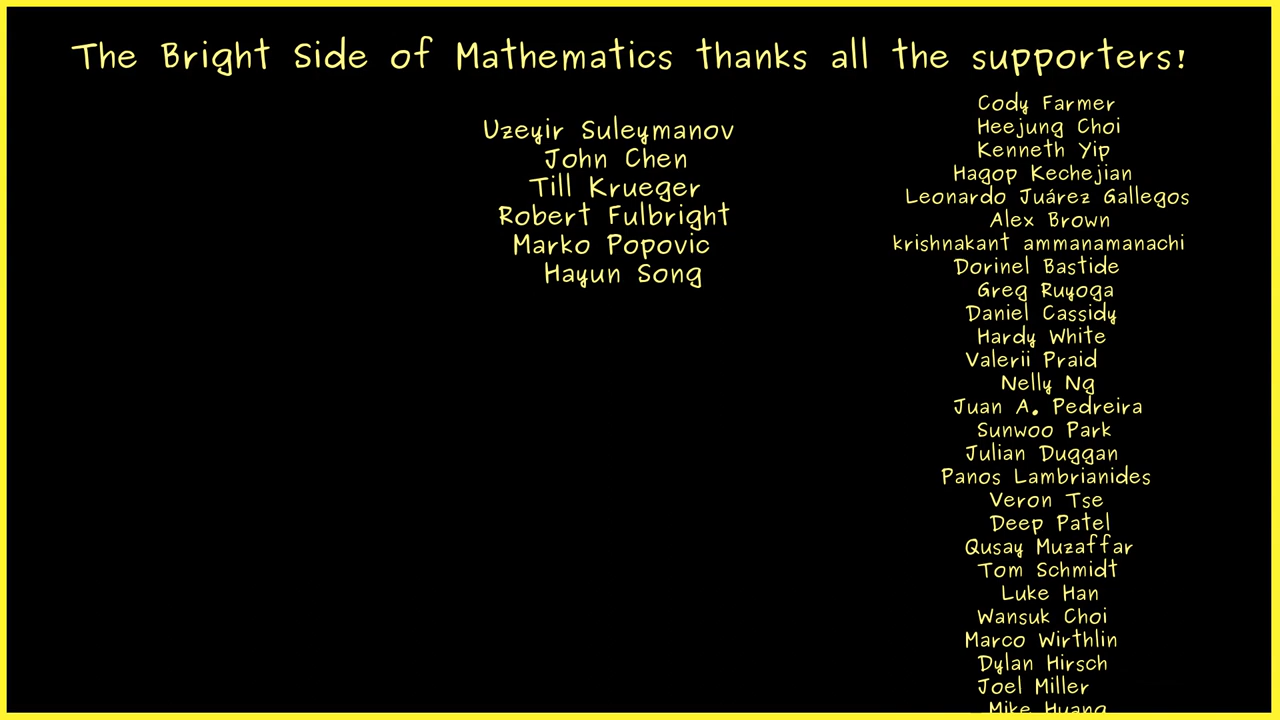 The Bright Side of Mathematics thanks all the supporters!
Uzeyir Suleymanov
John Chen
Till Krueger
Robert Fulbright
Marko Popovic
Hayun Song
Cody Farmer
Heejung Choi
Kenneth Yip
Hagop Kechejian
Leonardo Juárez Gallegos
Alex Brown
krishnakant ammanamanachi
Dorinel Bastide
Greg Ruyoga
Daniel Cassidy
Hardy White
Valerii Praid
Nelly Ng
Juan A. Pedreira
Sunwoo Park
Julian Duggan
Panos Lambrianides
Veron Tse
Deep Patel
Qusay Muzaffar
Tom Schmidt
Luke Han
Wansuk Choi
Marco Wirthlin
Dylan Hirsch
Joel Miller
Mike Huang